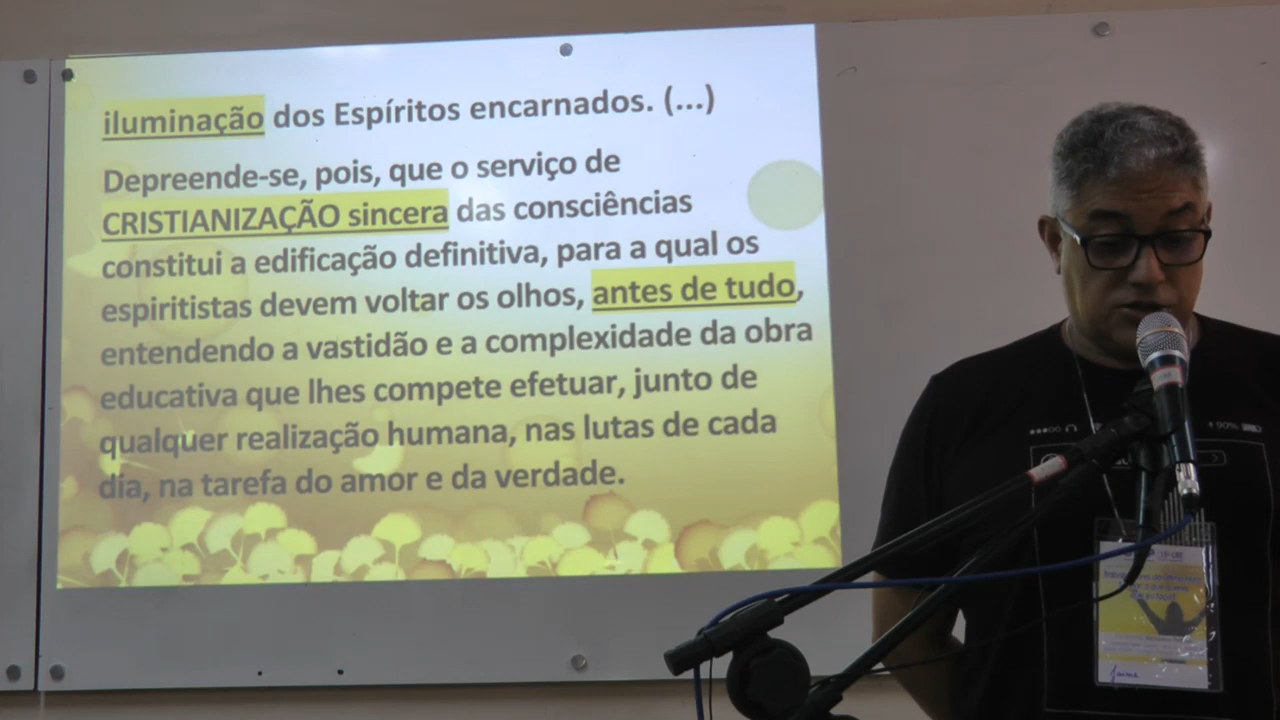 iluminação dos Espíritos encarnados. (...)
Depreende-se, pois, que o serviço de
CRISTIANIZAÇÃO sincera das consciências
constitui a edificação definitiva, para a qual os
espiritistas devem voltar os olhos, antes de tudo,
entendendo a vastidão e a complexidade da obra
educativa que lhes compete efetuar, junto de
qualquer realização humana, nas lutas de cada
dia, na tarefa do amor e da verdade.
90%